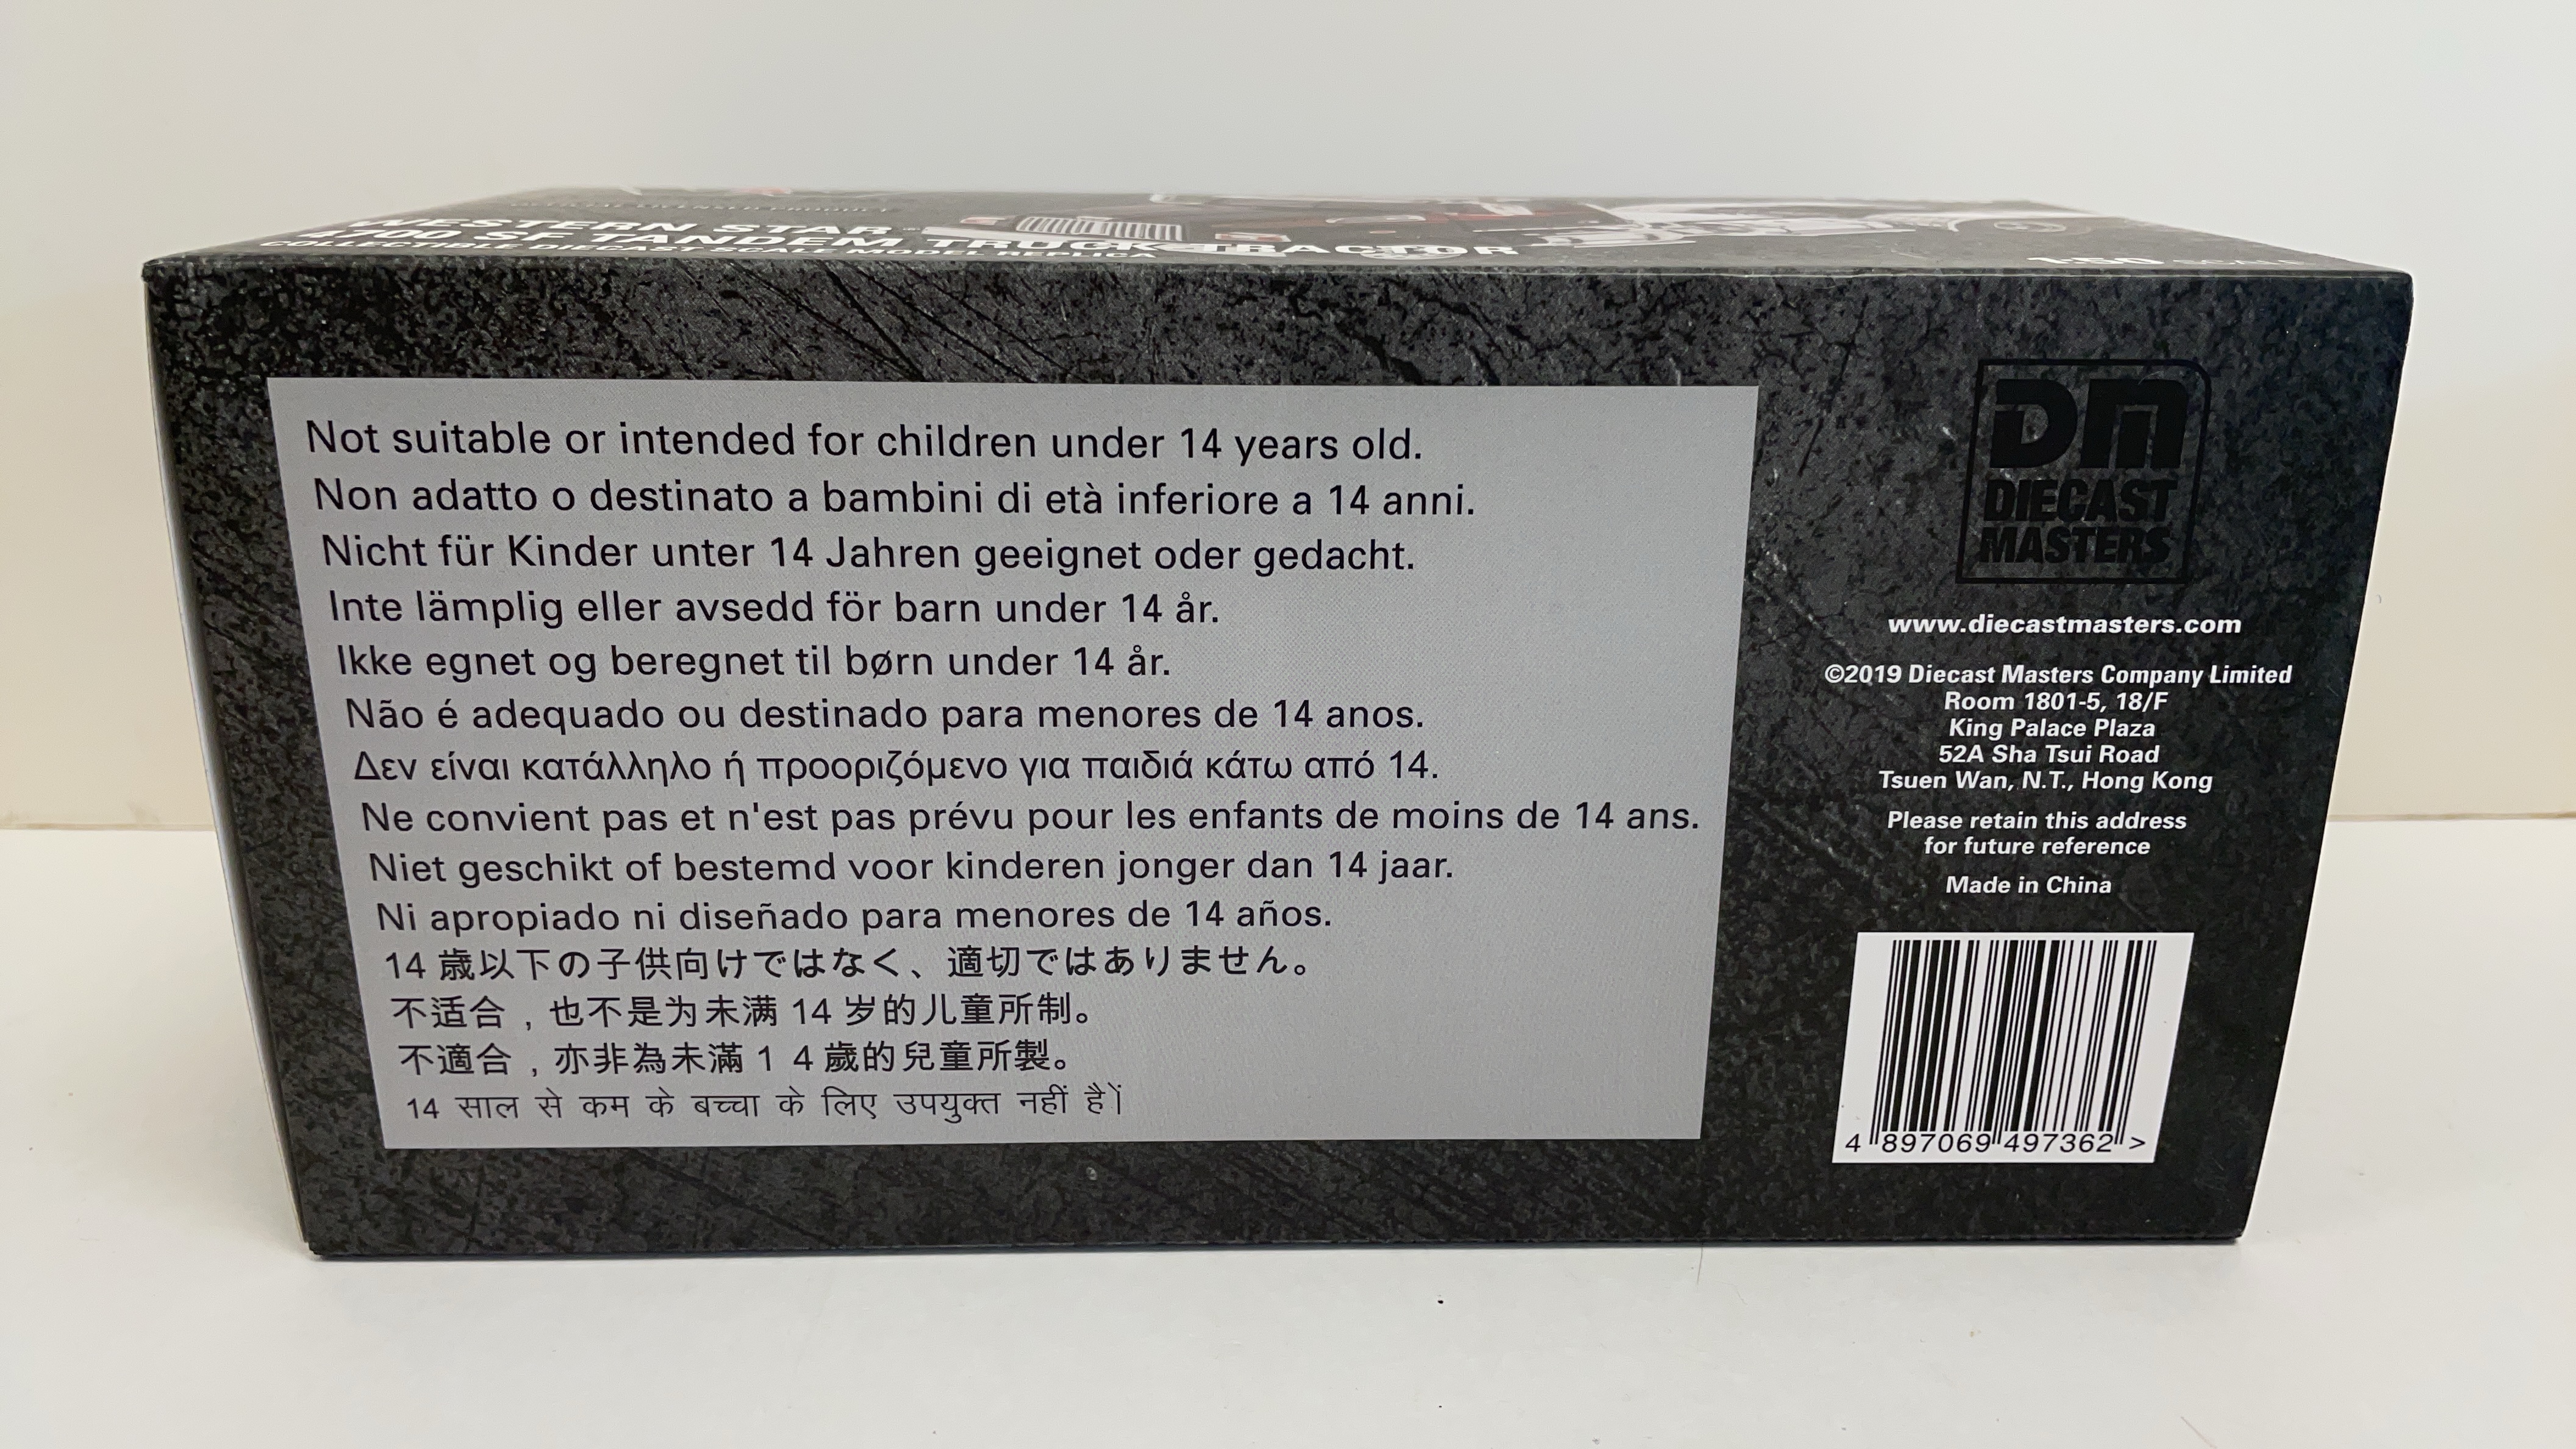 WESTERN STAR
4700 SF TANDEM TRUCK TRACTOR
COLLECTIBLE DIECAST SCALE MODEL REPLICA
1:50 SCALE
Not suitable or intended for children under 14 years old.
Non adatto o destinato a bambini di età inferiore a 14 anni.
Nicht für Kinder unter 14 Jahren geeignet oder gedacht.
Inte lämplig eller avsedd för barn under 14 år.
Ikke egnet og beregnet til børn under 14 år.
Não é adequado ou destinado para menores de 14 anos.
Δεν είναι κατάλληλο ή προοριζόμενο για παιδιά κάτω από 14.
Ne convient pas et n'est pas prévu pour les enfants de moins de 14 ans.
Niet geschikt of bestemd voor kinderen jonger dan 14 jaar.
Ni apropiado ni diseñado para menores de 14 años.
14 歳以下の子供向けではなく、適切ではありません。
不适合，也不是为未满 14 岁的儿童所制。
不適合，亦非為未滿 1 4 歲的兒童所製。
14 साल से कम के बच्चा के लिए उपयुक्त नहीं है।ें
DM
DIECAST
MASTERS
www.diecastmasters.com
©2019 Diecast Masters Company Limited
Room 1801-5, 18/F
King Palace Plaza
52A Sha Tsui Road
Tsuen Wan, N.T., Hong Kong
Please retain this address
for future reference
Made in China
4 897069 497362 >